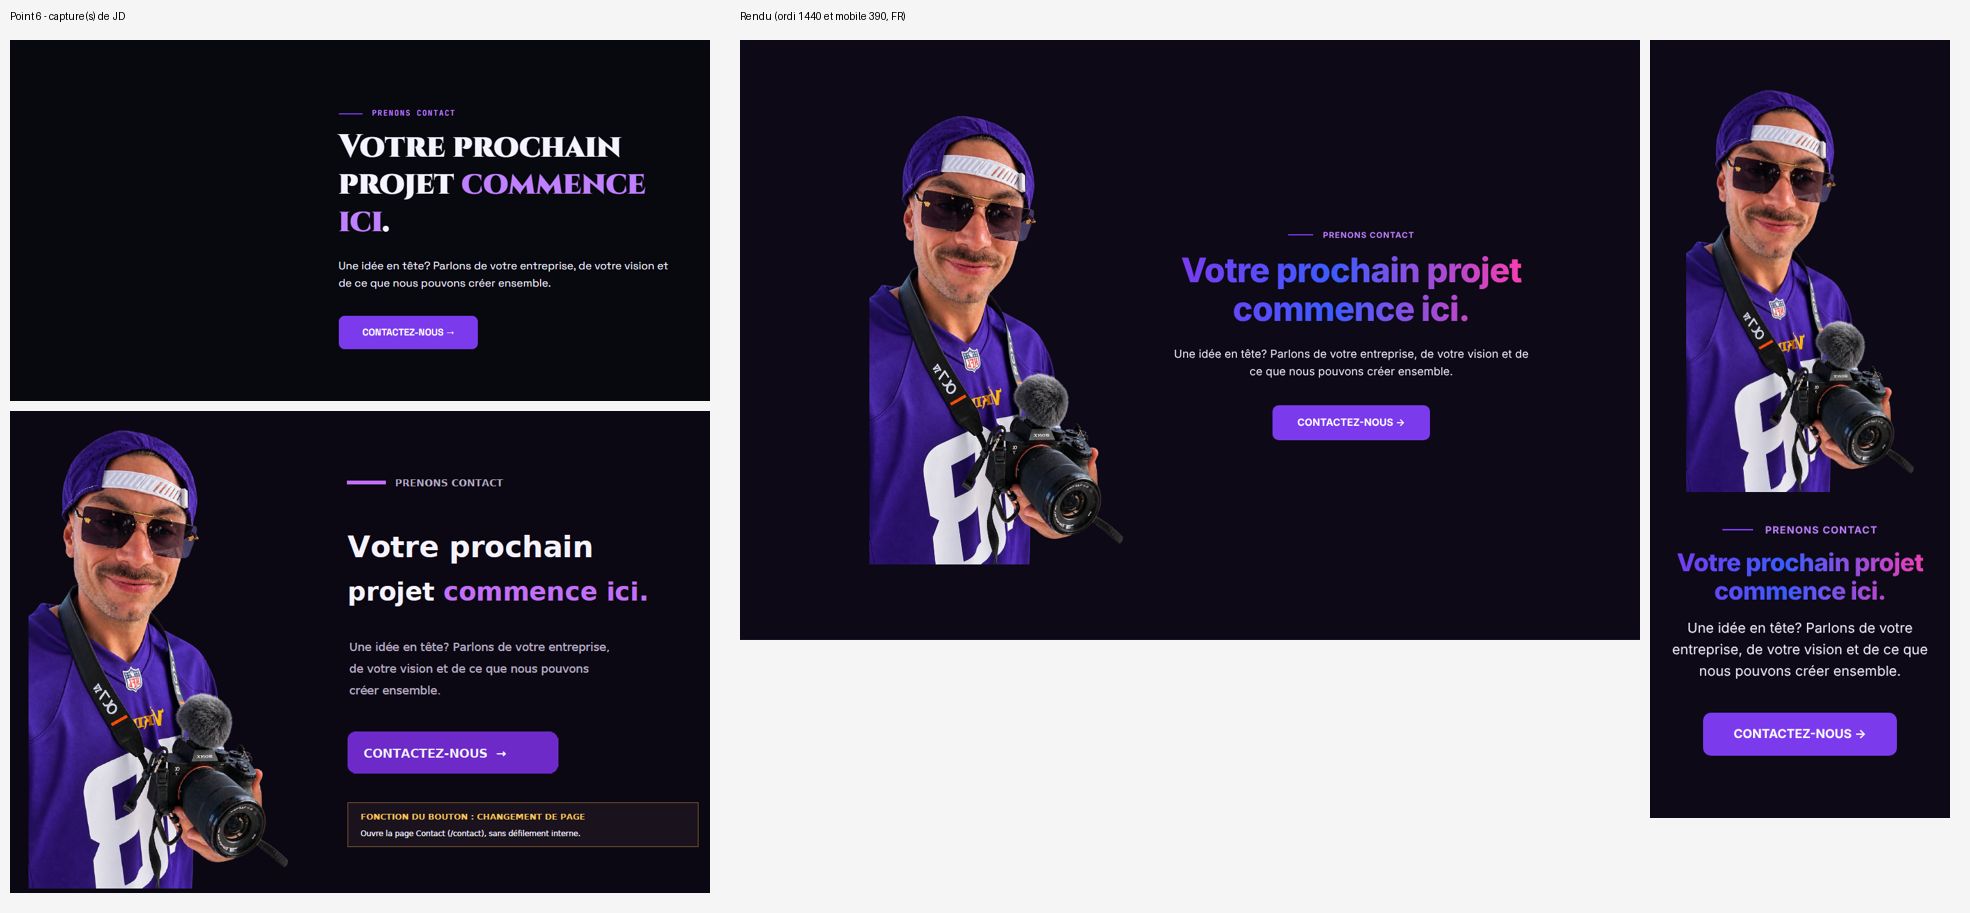 Point 6 - capture(s) de JD
PRENONS CONTACT
VOTRE PROCHAIN
PROJET COMMENCE
ICI.
Une idée en tête? Parlons de votre entreprise, de votre vision et
de ce que nous pouvons créer ensemble.
CONTACTEZ-NOUS →
PRENONS CONTACT
Votre prochain
projet commence ici.
Une idée en tête? Parlons de votre entreprise,
de votre vision et de ce que nous pouvons
créer ensemble.
CONTACTEZ-NOUS →
FONCTION DU BOUTON : CHANGEMENT DE PAGE
Ouvre la page Contact (/contact), sans défilement interne.
Rendu (ordi 1440 et mobile 390, FR)
PRENONS CONTACT
Votre prochain projet
commence ici.
Une idée en tête? Parlons de votre entreprise, de votre vision et de
ce que nous pouvons créer ensemble.
CONTACTEZ-NOUS →
PRENONS CONTACT
Votre prochain projet
commence ici.
Une idée en tête? Parlons de votre
entreprise, de votre vision et de ce que
nous pouvons créer ensemble.
CONTACTEZ-NOUS →